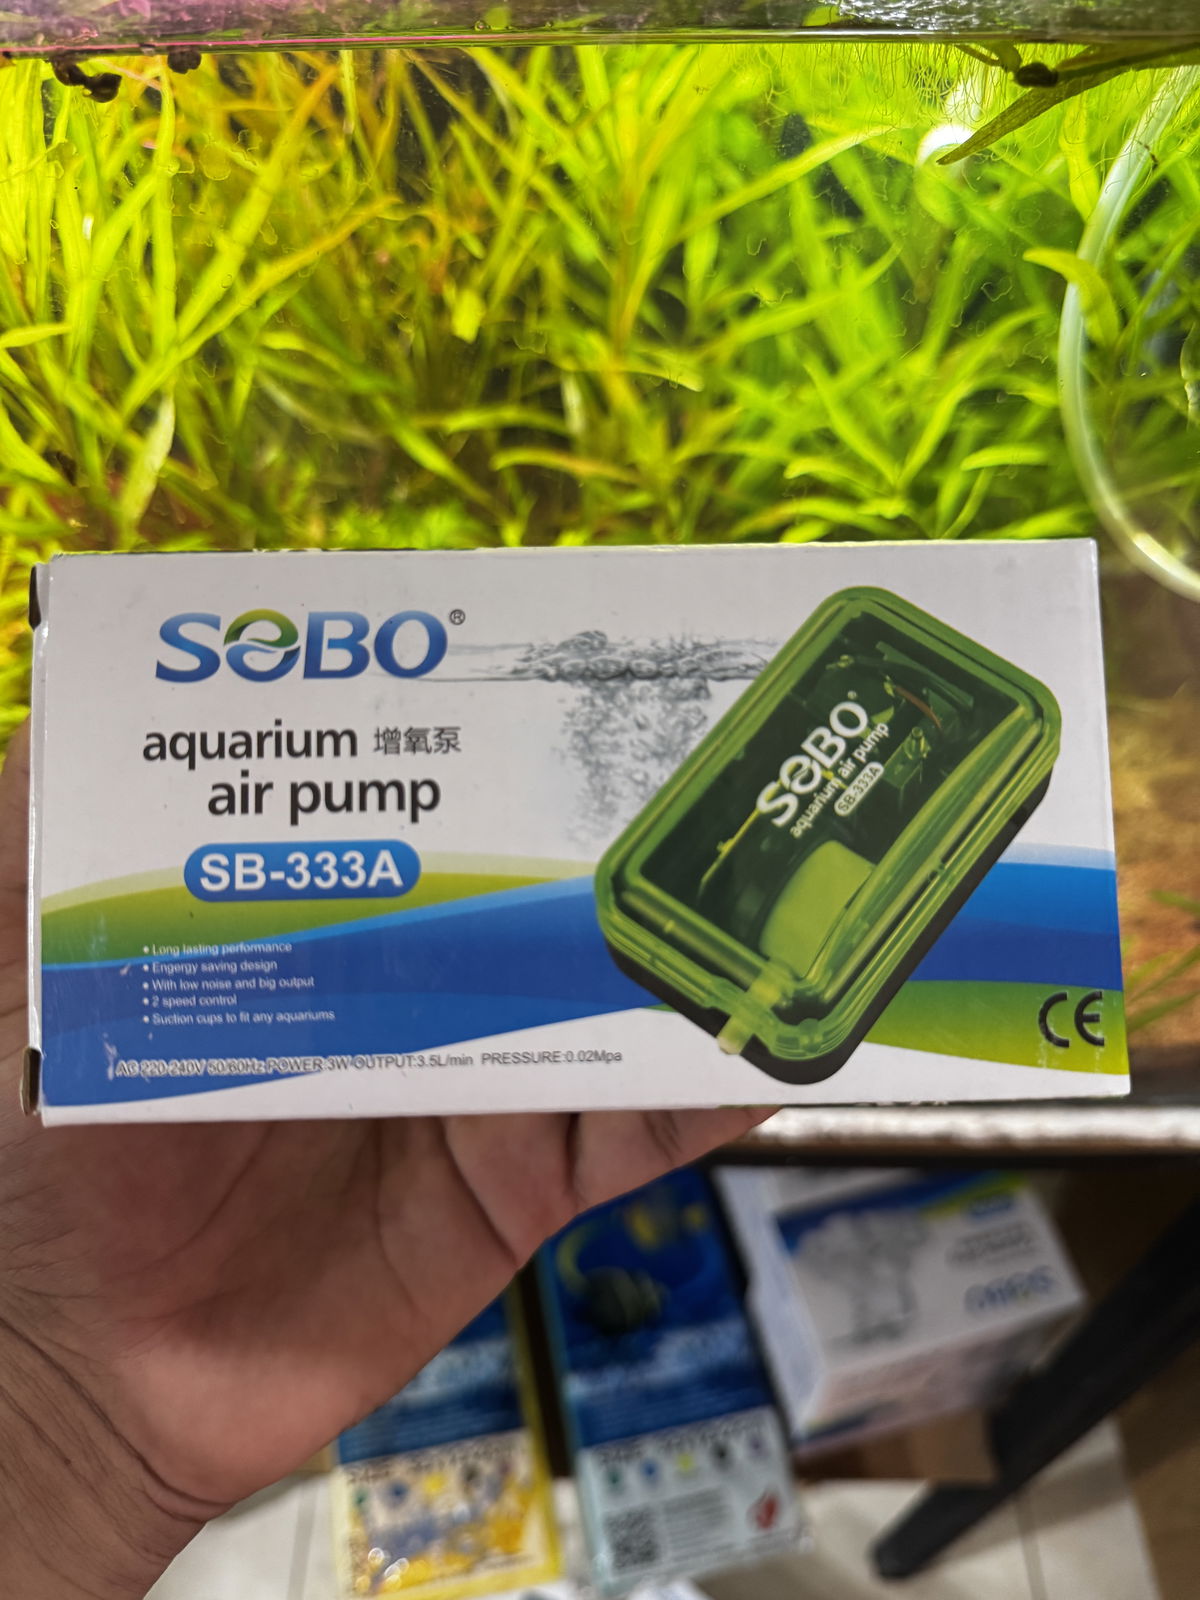 SOBO®
aquarium 增氧泵
air pump
SB-333A
• Long lasting performance
• Engergy saving design
• With low noise and big output
• 2 speed control
• Suction cups to fit any aquariums
AC 220-240V 50/60Hz POWER:3W OUTPUT:3.5L/min PRESSURE:0.02Mpa
SOBO®
aquarium air pump
SB-333A
CE